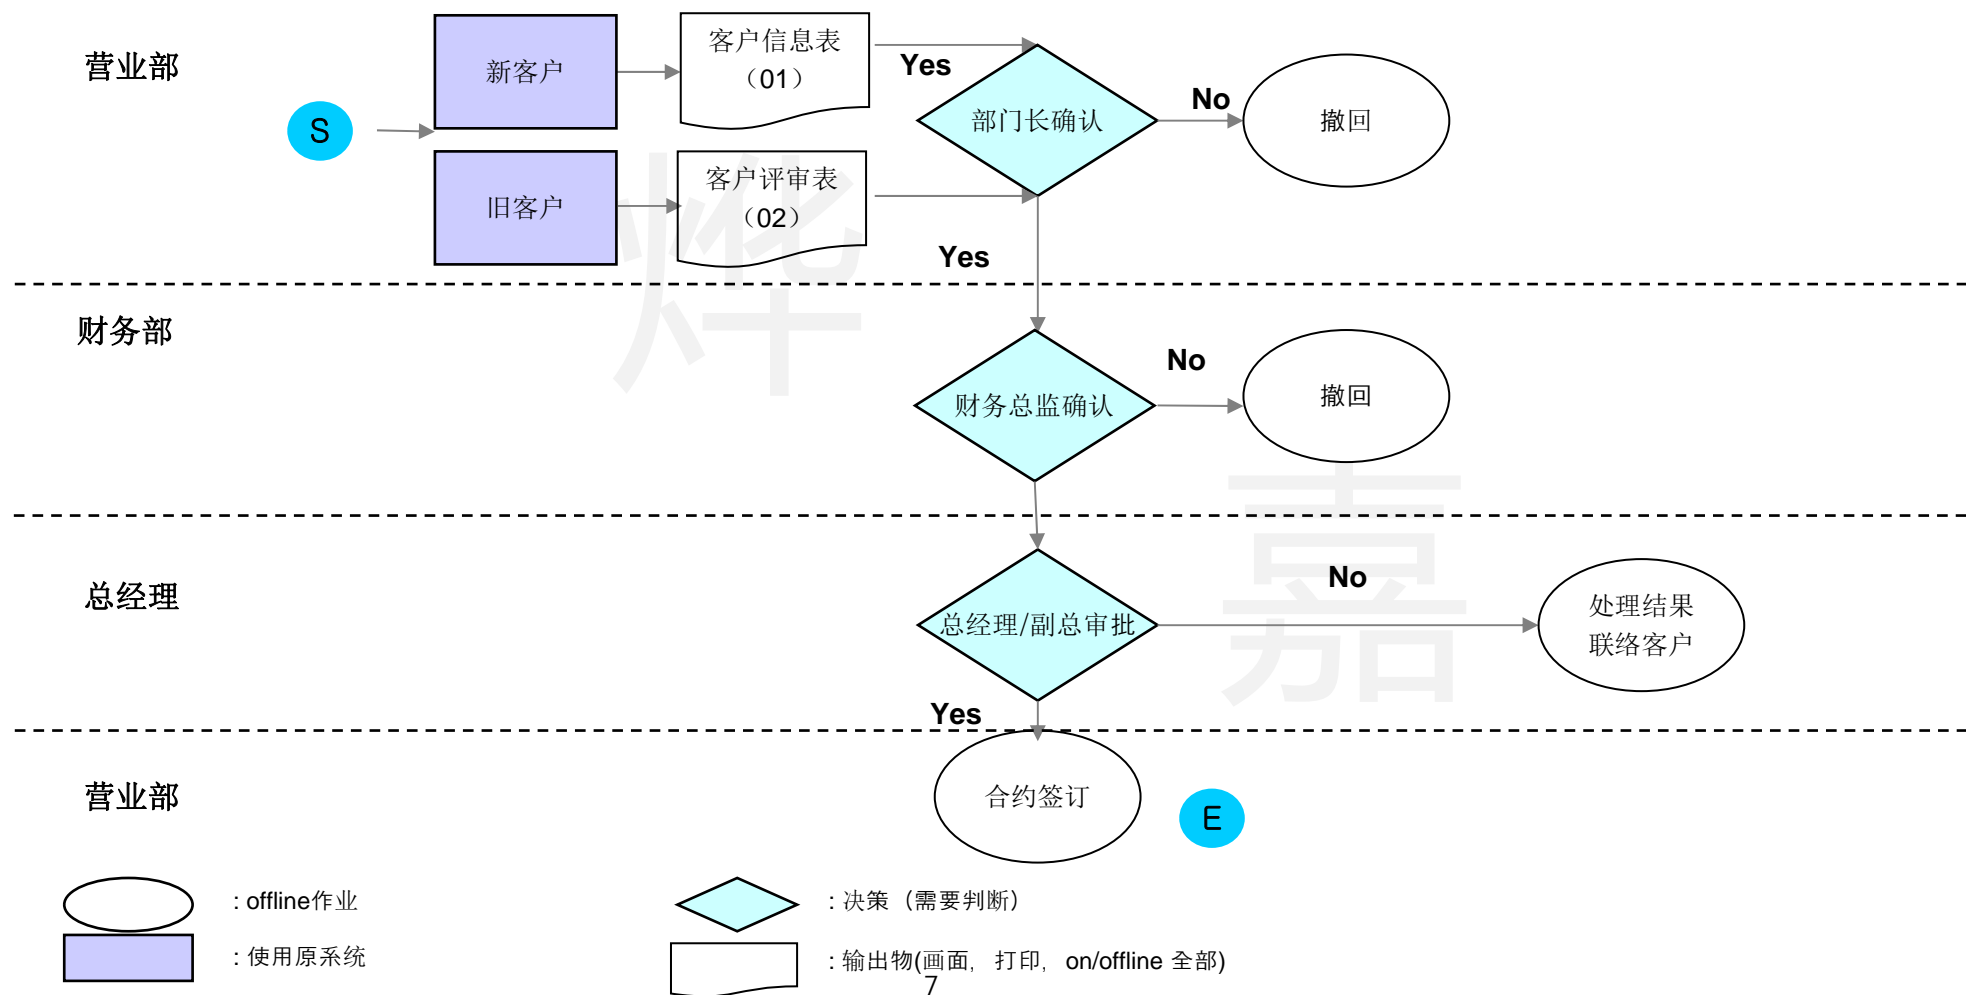 营业部
S
新客户
客户信息表
（01）
Yes
部门长确认
No
撤回
旧客户
客户评审表
（02）
Yes
财务部
财务总监确认
No
撤回
总经理
总经理/副总审批
No
处理结果
联络客户
Yes
营业部
合约签订
E
: offline作业
: 决策（需要判断）
: 使用原系统
: 输出物(画面, 打印, on/offline 全部)
7
烨
嘉